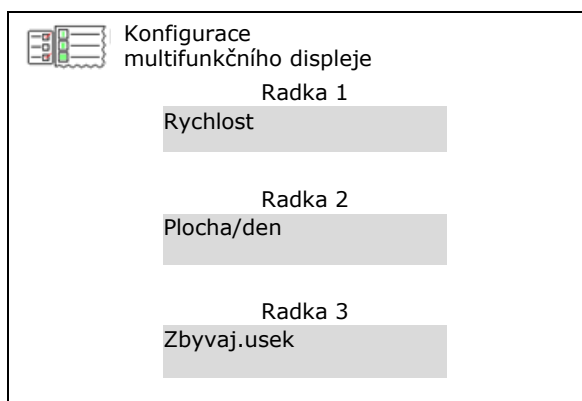 Konfigurace
multifunkčního displeje
Radka 1
Rychlost
Radka 2
Plocha/den
Radka 3
Zbyvaj.usek